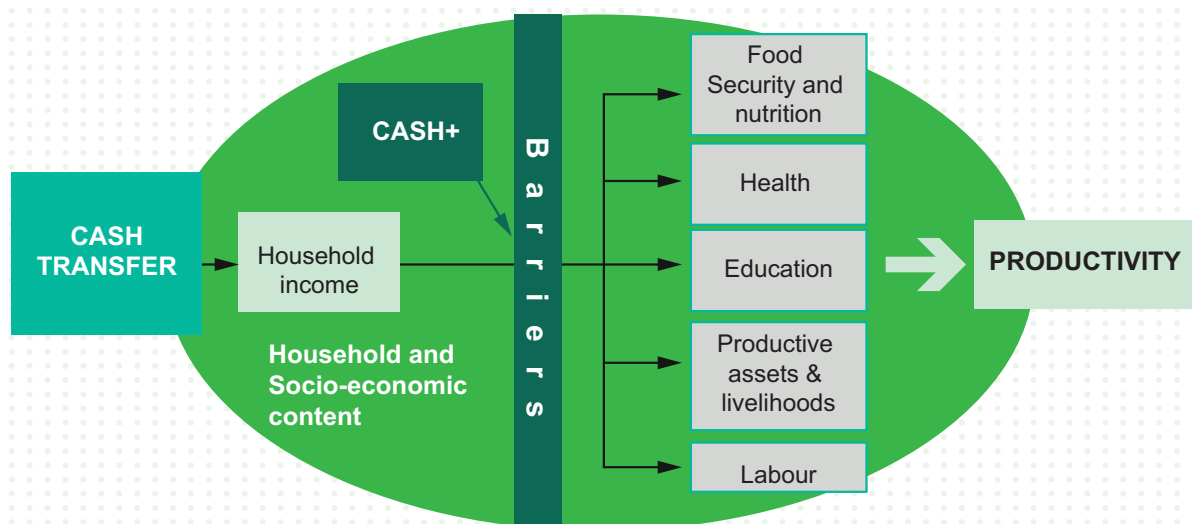 CASH
TRANSFER
Household
income
CASH+
Household and
Socio-economic
content
Barriers
Food
Security and
nutrition
Health
Education
Productive
assets &
livelihoods
Labour
PRODUCTIVITY